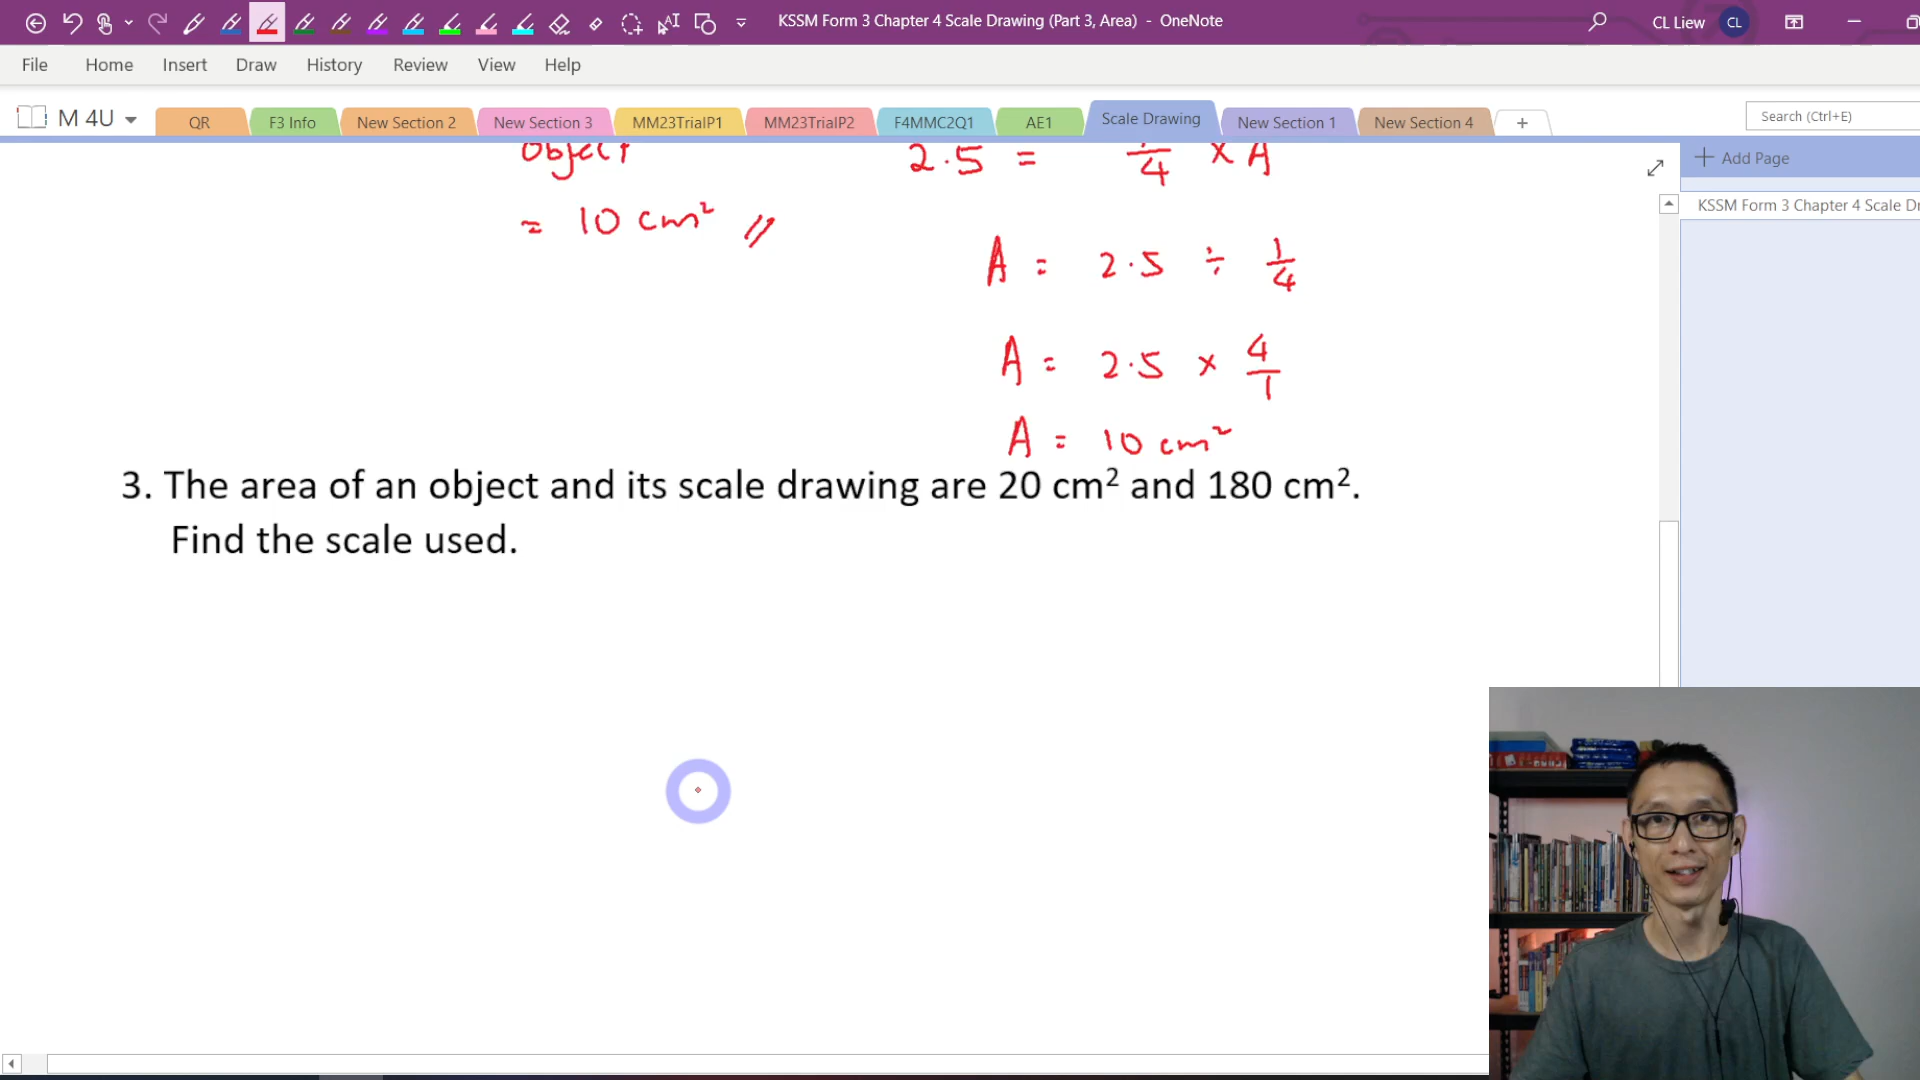 KSSM Form 3 Chapter 4 Scale Drawing (Part 3, Area) - OneNote
CL Liew
CL
File Home Insert Draw History Review View Help
M 4U
QR
F3 Info
New Section 2
New Section 3
MM23TrialP1
MM23TrialP2
F4MMC2Q1
AE1
Scale Drawing
New Section 1
New Section 4
+
Search (Ctrl+E)
Add Page
KSSM Form 3 Chapter 4 Scale Dr
Object
= 10 cm² //
2.5 = 1/4 × A
A = 2.5 ÷ 1/4
A = 2.5 × 4/1
A = 10 cm²
3. The area of an object and its scale drawing are 20 cm² and 180 cm².
Find the scale used.